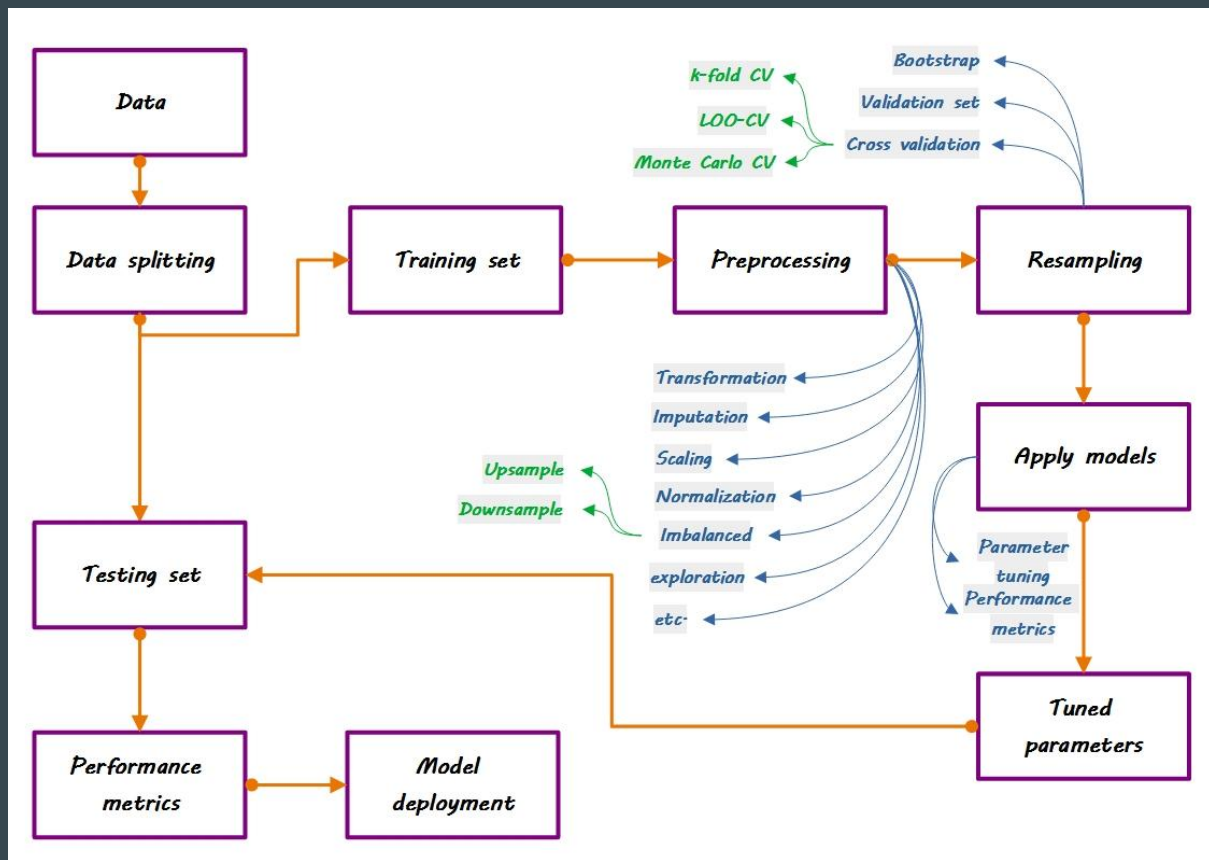 Data
Data splitting
Training set
Preprocessing
Resampling
Bootstrap
Validation set
Cross validation
k-fold CV
LOO-CV
Monte Carlo CV
Transformation
Imputation
Scaling
Normalization
Imbalanced
exploration
etc.
Upsample
Downsample
Apply models
Parameter
tuning
Performance
metrics
Tuned
parameters
Testing set
Performance
metrics
Model
deployment